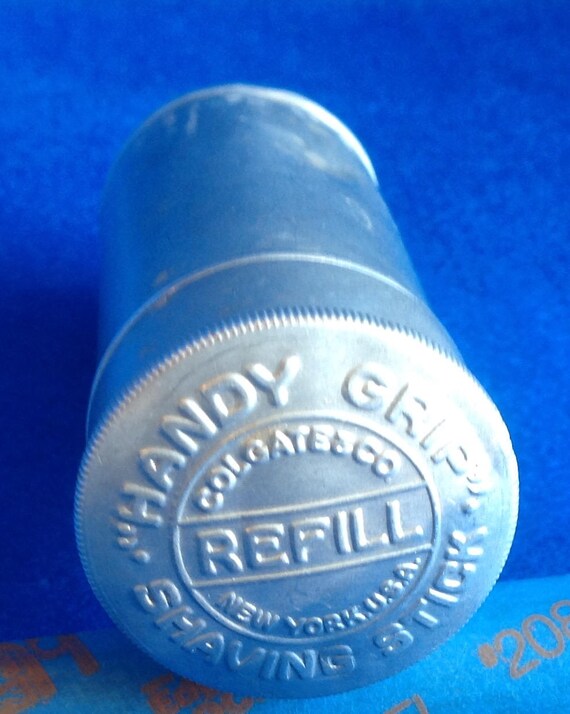 "HANDY GRIP"
COLGATE & CO.
REFILL
NEW YORK U.S.A.
SHAVING STICK